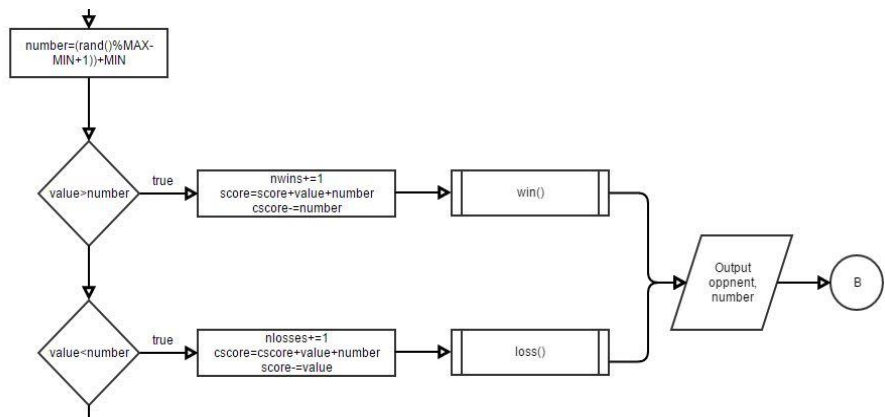 number=(rand()%MAX-
MIN+1))+MIN
value>number
true
nwins+=1
score=score+value+number
cscore-=number
win()
Output
oppnent,
number
B
value<number
true
nlosses+=1
cscore=cscore+value+number
score-=value
loss()